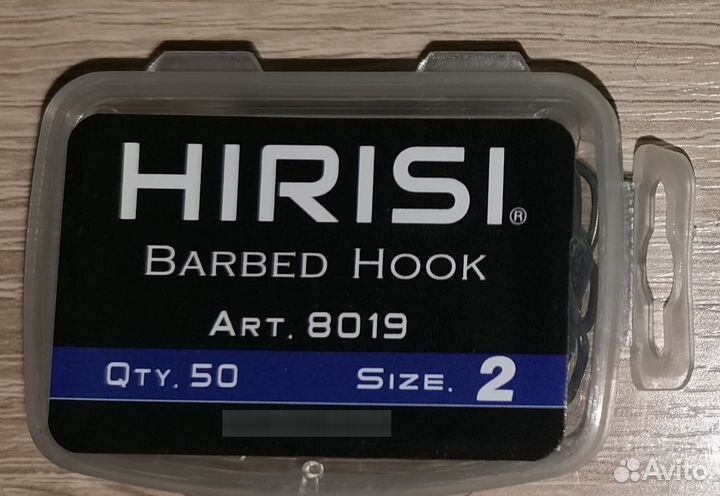 HIRISI®
BARBED HOOK
ART. 8019
QTY. 50 SIZE. 2
Avito